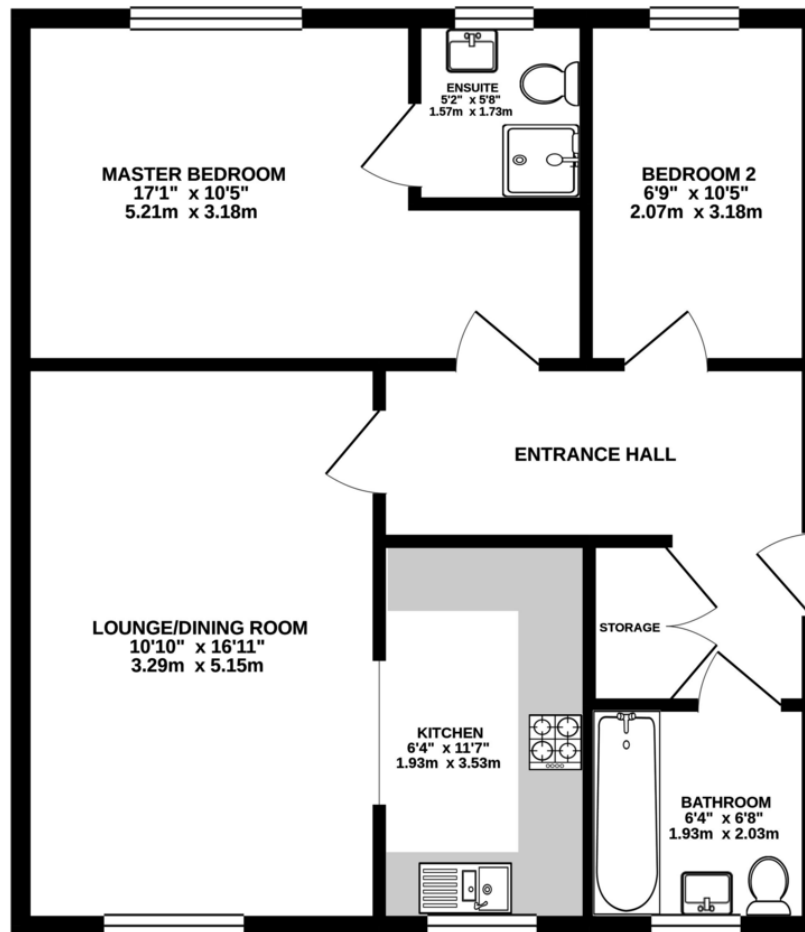 ENSUITE
5'2" x 5'8"
1.57m x 1.73m
MASTER BEDROOM
17'1" x 10'5"
5.21m x 3.18m
BEDROOM 2
6'9" x 10'5"
2.07m x 3.18m
ENTRANCE HALL
LOUNGE/DINING ROOM
10'10" x 16'11"
3.29m x 5.15m
STORAGE
KITCHEN
6'4" x 11'7"
1.93m x 3.53m
BATHROOM
6'4" x 6'8"
1.93m x 2.03m